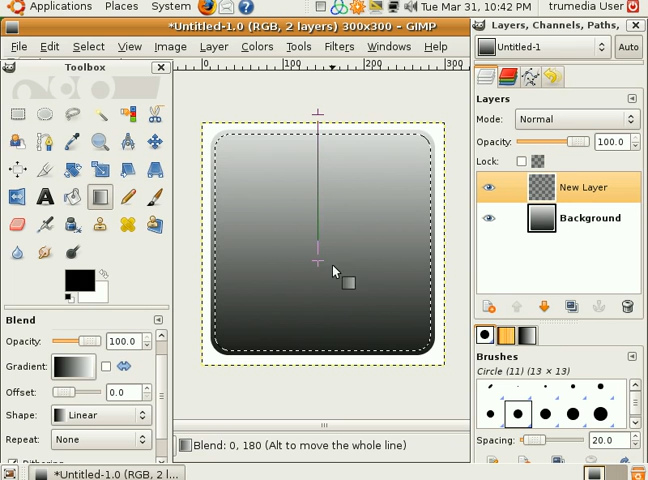 Applications Places System Tue Mar 31, 10:42 PM trumedia User
*Untitled-1.0 (RGB, 2 layers) 300x300 – GIMP
Layers, Channels, Paths,
File Edit Select View Image Layer Colors Tools Filters Windows Help
Untitled-1 Auto
Toolbox
0 100 200 300
Layers
Mode: Normal
Opacity: 100.0
Lock:
New Layer
Background
Blend
Opacity: 100.0
Gradient:
Offset: 0.0
Shape: Linear
Repeat: None
Brushes
Circle (11) (13 × 13)
Spacing: 20.0
Blend: 0, 180 (Alt to move the whole line)
*Untitled-1.0 (RGB, 2 l...